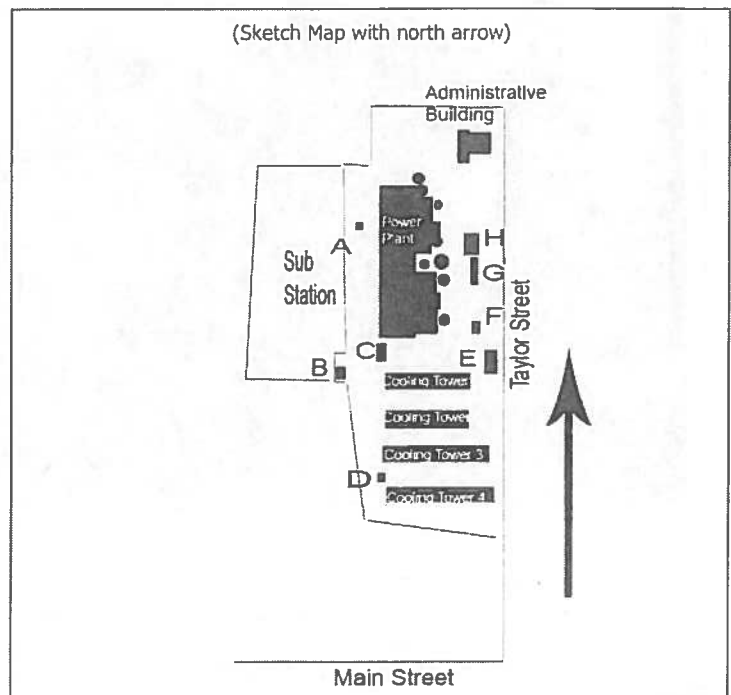 (Sketch Map with north arrow)
Administrative
Building
Power
Plant
A
H
Sub
Station
G
F
Taylor Street
C
E
B
Cooling Tower
Cooling Tower
Cooling Tower 3
D
Cooling Tower 4
Main Street